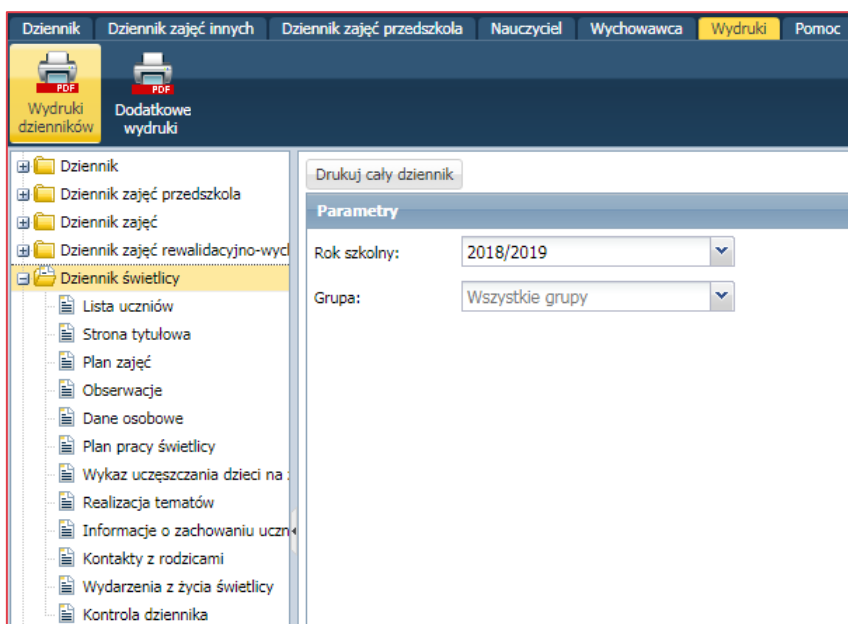 Dziennik Dziennik zajęć innych Dziennik zajęć przedszkola Nauczyciel Wychowawca Wydruki Pomoc
PDF PDF
Wydruki dzienników
Dodatkowe wydruki
Dziennik
Dziennik zajęć przedszkola
Dziennik zajęć
Dziennik zajęć rewalidacyjno-wycl
Dziennik świetlicy
Lista uczniów
Strona tytułowa
Plan zajęć
Obserwacje
Dane osobowe
Plan pracy świetlicy
Wykaz uczęszczania dzieci na
Realizacja tematów
Informacje o zachowaniu uczn
Kontakty z rodzicami
Wydarzenia z życia świetlicy
Kontrola dziennika
Drukuj cały dziennik
Parametry
Rok szkolny: 2018/2019
Grupa: Wszystkie grupy